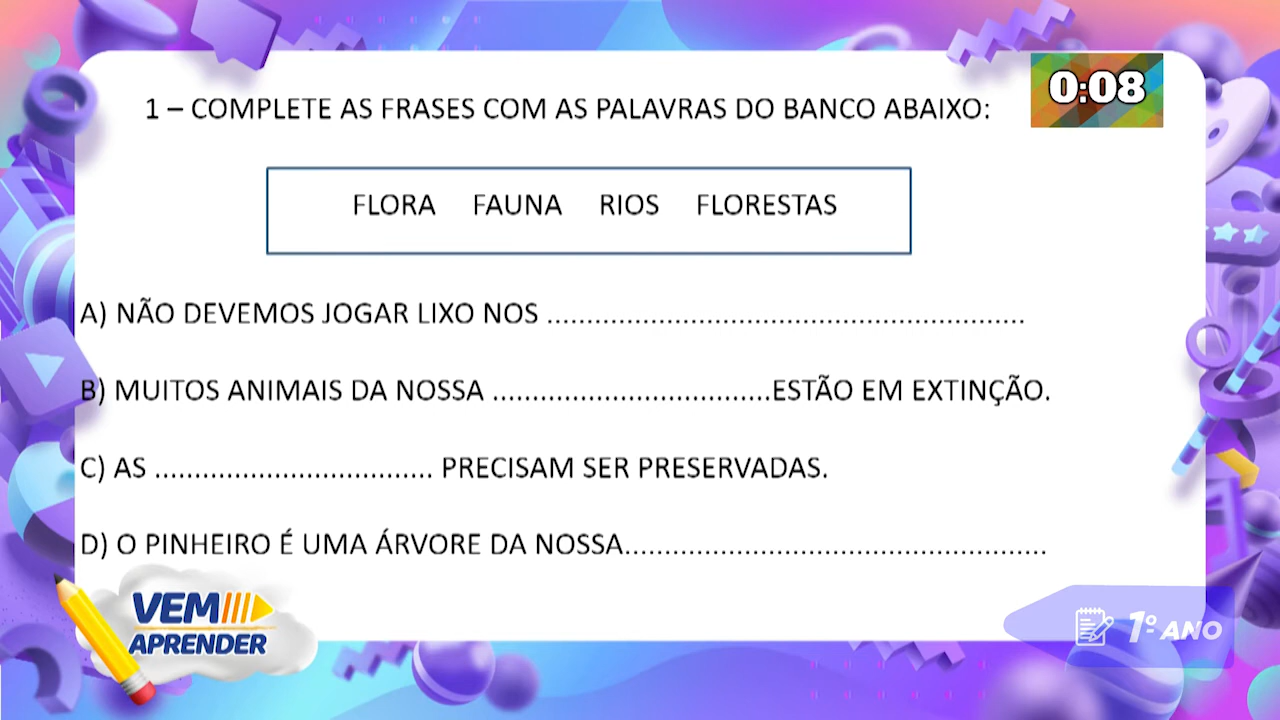 1 – COMPLETE AS FRASES COM AS PALAVRAS DO BANCO ABAIXO:
0:08
FLORA FAUNA RIOS FLORESTAS
A) NÃO DEVEMOS JOGAR LIXO NOS ............................................................
B) MUITOS ANIMAIS DA NOSSA ...................................ESTÃO EM EXTINÇÃO.
C) AS ................................... PRECISAM SER PRESERVADAS.
D) O PINHEIRO É UMA ÁRVORE DA NOSSA.....................................................
VEM
APRENDER
1º ANO